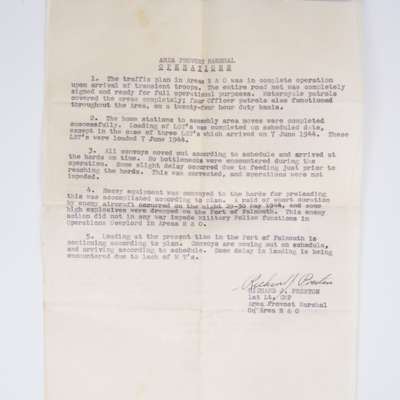 AREA PROVOST MARSHAL
OPERATIONS
1. The traffic plan in Areas N & O was in complete operation
upon arrival of transient troops. The entire road net was completely
signed and ready for full operational purposes. Motorcycle patrols
covered the areas completely; four Officer patrols also functioned
throughout the Area, on a twenty-four hour duty basis.
2. The home stations to assembly area moves were completed
successfully. Loading of LST's was completed on scheduled date,
except in the case of three LST's which arrived on 7 June 1944. These
LST's were loaded 7 June 1944.
3. All convoys moved out according to schedule and arrived at
the hards on time. No bottlenecks were encountered during the
operation. Some slight delay occurred due to feeding just prior to
reaching the hards. This was corrected, and operations were not
impeded.
4. Heavy equipment was conveyed to the hards for preloading
this was accomplished according to plan. A raid of short duration
by enemy aircraft occurred on the night 29-30 May 1944, and some
high explosives were dropped on the Port of Falmouth. This enemy
action did not in any way impede Military Police functions in
Operations Overlord in Areas N & O.
5. Loading at the present time in the Port of Falmouth is
continuing according to plan. Convoys are moving out on schedule,
and arriving according to schedule. Some delay in loading is being
encountered due to lack of M T's.
Richard J. Preston
RICHARD J. PRESTON
1st Lt, CMP
Area Provost Marshal
Area N & O